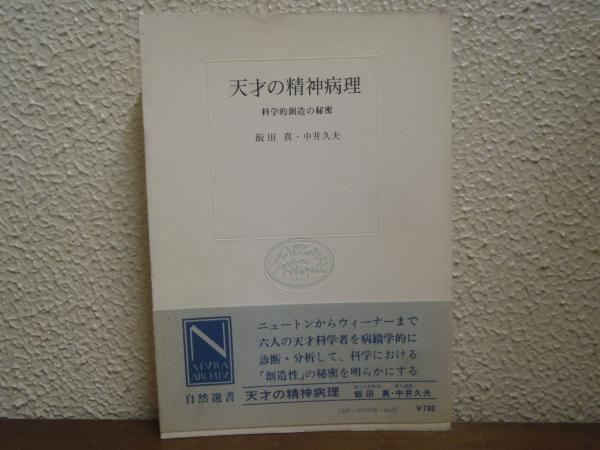 天才の精神病理
科学的創造の秘密
飯田 真・中井久夫
N
ATVRA
ARCHIV
自然選書
ニュートンからウィーナーまで
六人の天才科学者を病蹟学的に
診断・分析して、科学における
「創造性」の秘密を明らかにする
天才の精神病理
飯田 真・中井久夫
¥780